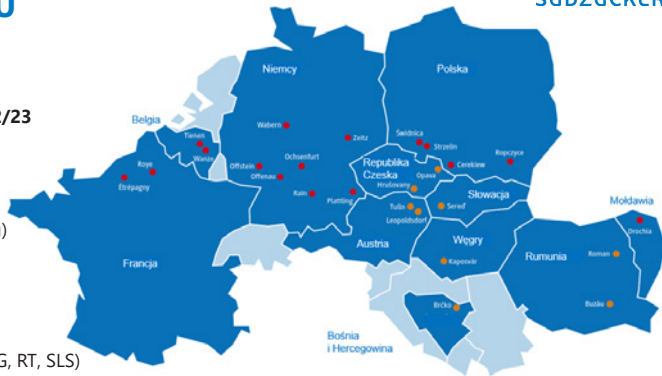 Niemcy
Polska
2/23
Belgia
Wabern
Zeitz
Tienen
Wanze
Świdnica
Strzelin
Ropczyce
Cerekiew
Roye
Étrépagny
Offstein
Ochsenfurt
Offenau
Republika
Czeska
Opava
Hrušovany
Rain
Plattling
Słowacja
Sereď
Tulln
Leopoldsdorf
Mołdawia
Drochia
Austria
Węgry
Kaposvár
Rumunia
Roman
Francja
Brčko
Buzău
Bośnia
i Hercegowina
G, RT, SLS)